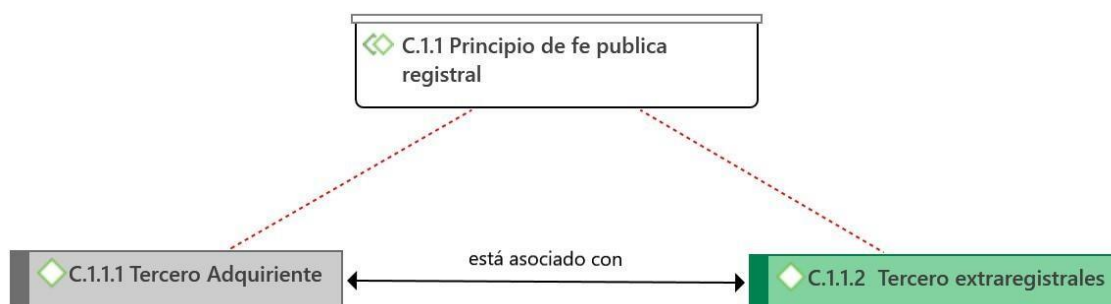 C.1.1 Principio de fe publica
registral
está asociado con
C.1.1.1 Tercero Adquiriente
C.1.1.2 Tercero extraregistrales